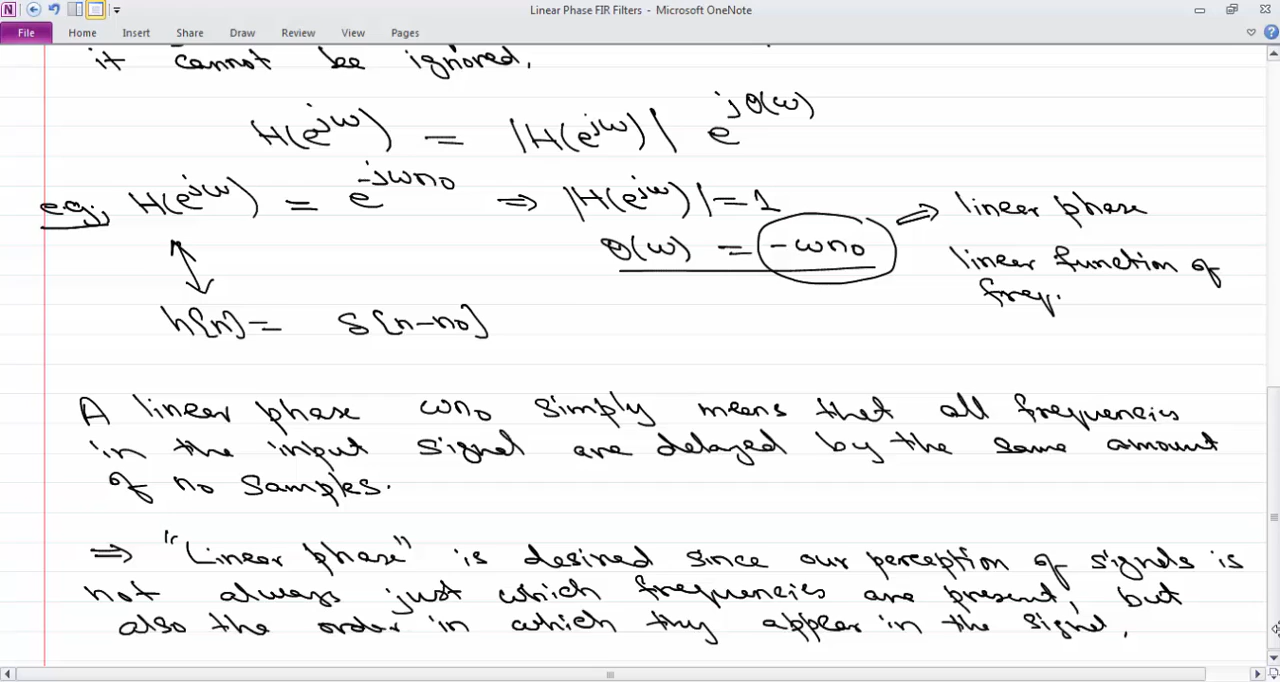 Linear Phase FIR Filters - Microsoft OneNote
File Home Insert Share Draw Review View Pages
it cannot be ignored.
H(e^jω) = |H(e^jω)| e^jθ(ω)
eg., H(e^jω) = e^-jωn₀ ⇒ |H(e^jω)| = 1 ⇒ linear phase
θ(ω) = -ωn₀ linear function of
freq.
h[n] = δ[n-n₀]
A linear phase ωn₀ simply means that all frequencies
in the input signal are delayed by the same amount
of n₀ samples.
⇒ "Linear phase" is desired since our perception of signals is
not always just which frequencies are present, but
also the order in which they appear in the signal.